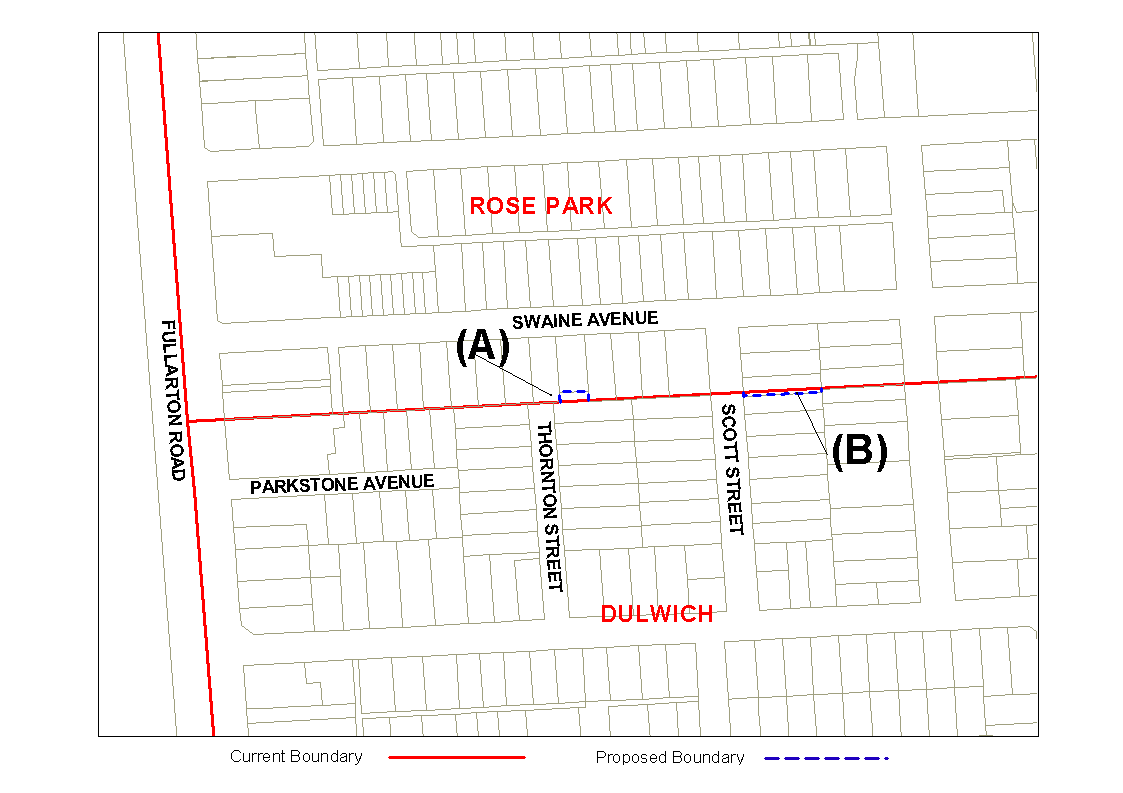 ROSE PARK
SWAINE AVENUE
(A)
FULLARTON ROAD
THORNTON STREET
SCOTT STREET
(B)
PARKSTONE AVENUE
DULWICH
Current Boundary
Proposed Boundary